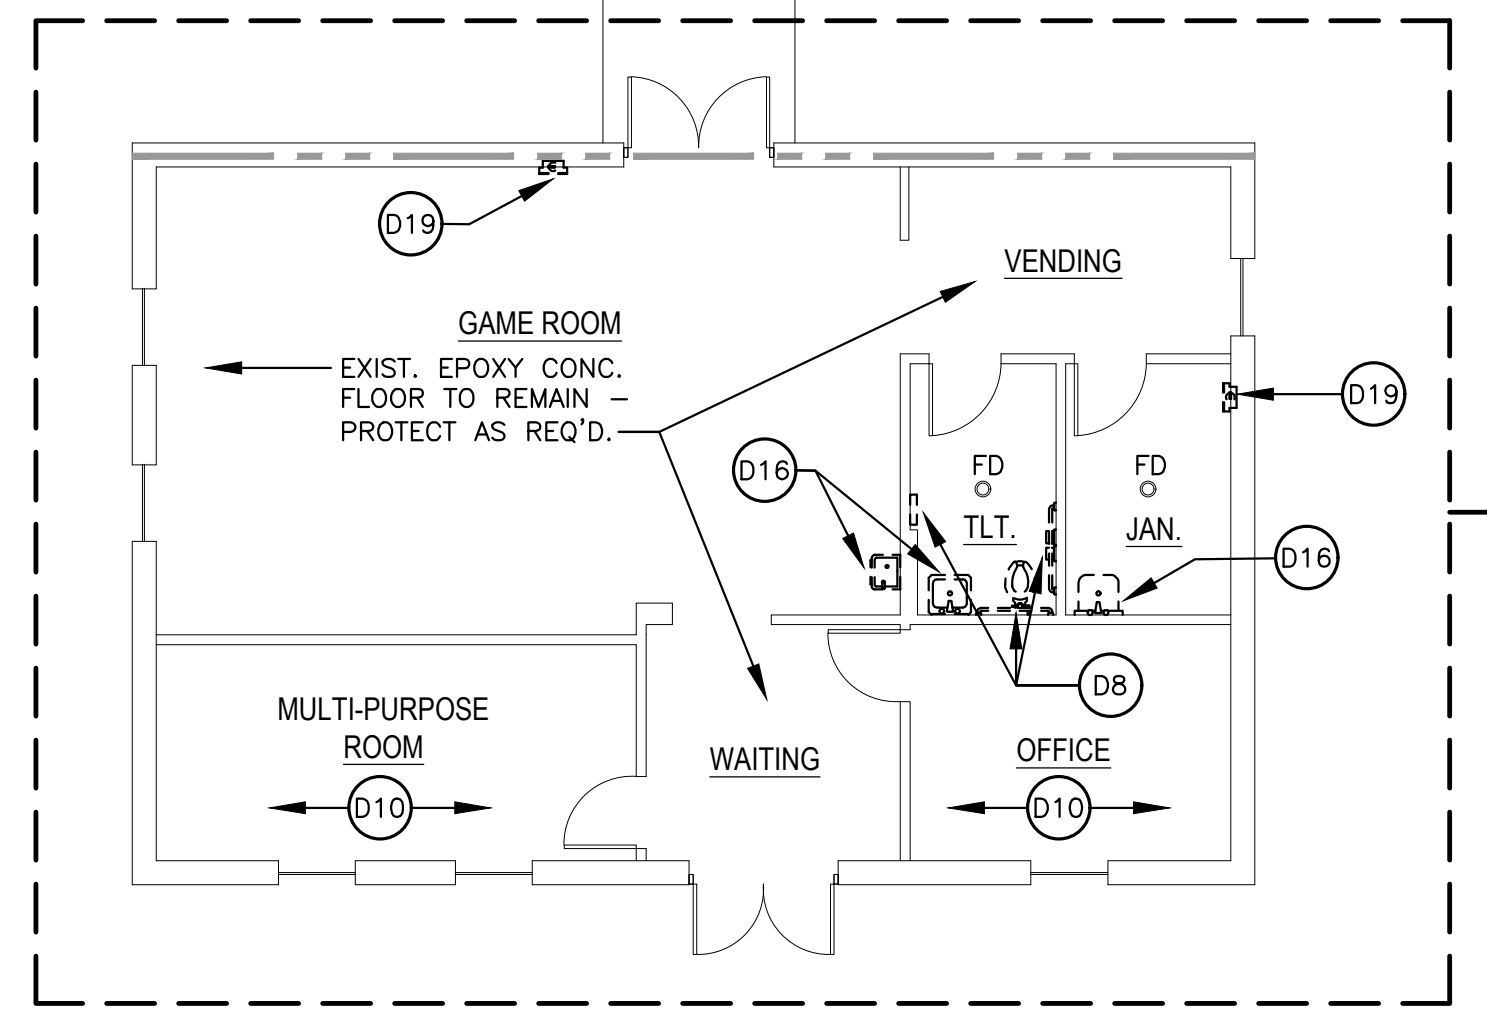 D19
VENDING
GAME ROOM
EXIST. EPOXY CONC.
FLOOR TO REMAIN –
PROTECT AS REQ'D.
D19
D16
FD
FD
TLT.
JAN.
D16
D8
MULTI-PURPOSE
ROOM
WAITING
OFFICE
D10
D10